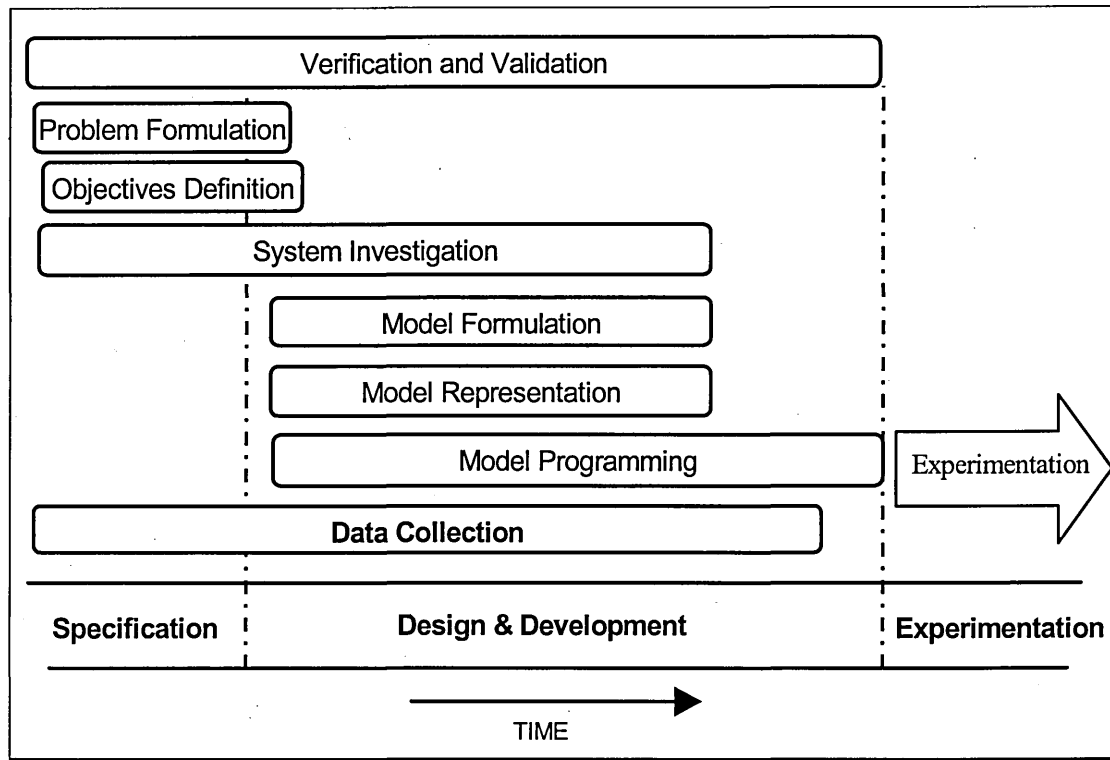 Verification and Validation
Problem Formulation
Objectives Definition
System Investigation
Model Formulation
Model Representation
Model Programming
Experimentation
Data Collection
Specification
Design & Development
Experimentation
TIME